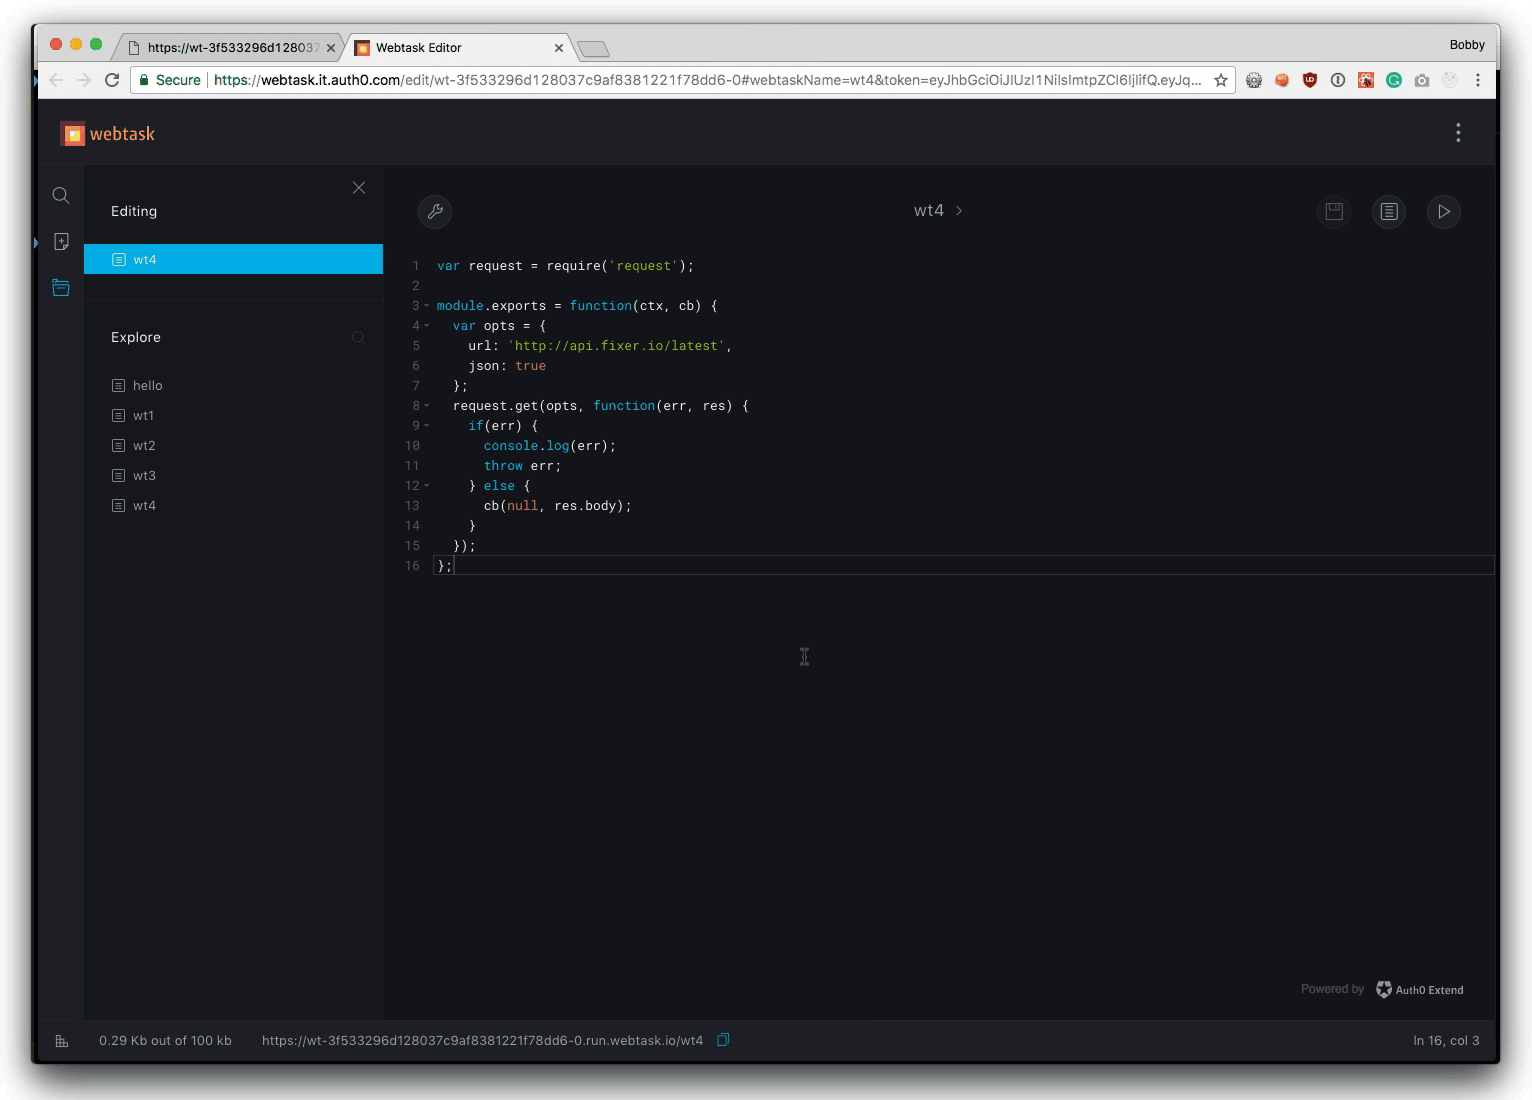 https://wt-3f533296d128037
Webtask Editor
Bobby
Secure
https://webtask.it.auth0.com/edit/wt-3f533296d128037c9af8381221f78dd6-0#webtaskName=wt4&token=eyJhbGciOiJIUzI1NiIsImtpZCI6IjIifQ.eyJq...
webtask
Editing
wt4
Explore
hello
wt1
wt2
wt3
wt4
wt4 >
1 var request = require('request');
2
3 module.exports = function(ctx, cb) {
4   var opts = {
5     url: 'http://api.fixer.io/latest',
6     json: true
7   };
8   request.get(opts, function(err, res) {
9     if(err) {
10       console.log(err);
11       throw err;
12     } else {
13       cb(null, res.body);
14     }
15   });
16 };
Powered by Auth0 Extend
0.29 Kb out of 100 kb
https://wt-3f533296d128037c9af8381221f78dd6-0.run.webtask.io/wt4
ln 16, col 3